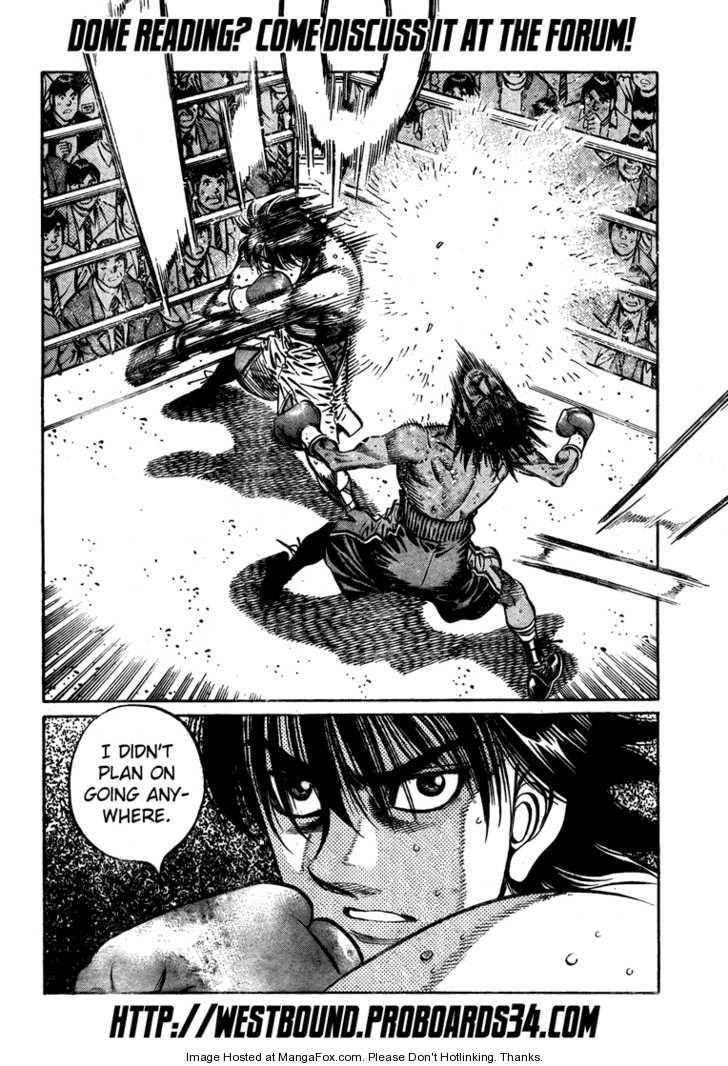 DONE READING? COME DISCUSS IT AT THE FORUM!
I DIDN'T
PLAN ON
GOING ANY-
WHERE.
HTTP://WESTBOUND.PROBOARDS34.COM
Image Hosted at MangaFox.com. Please Don't Hotlinking. Thanks.